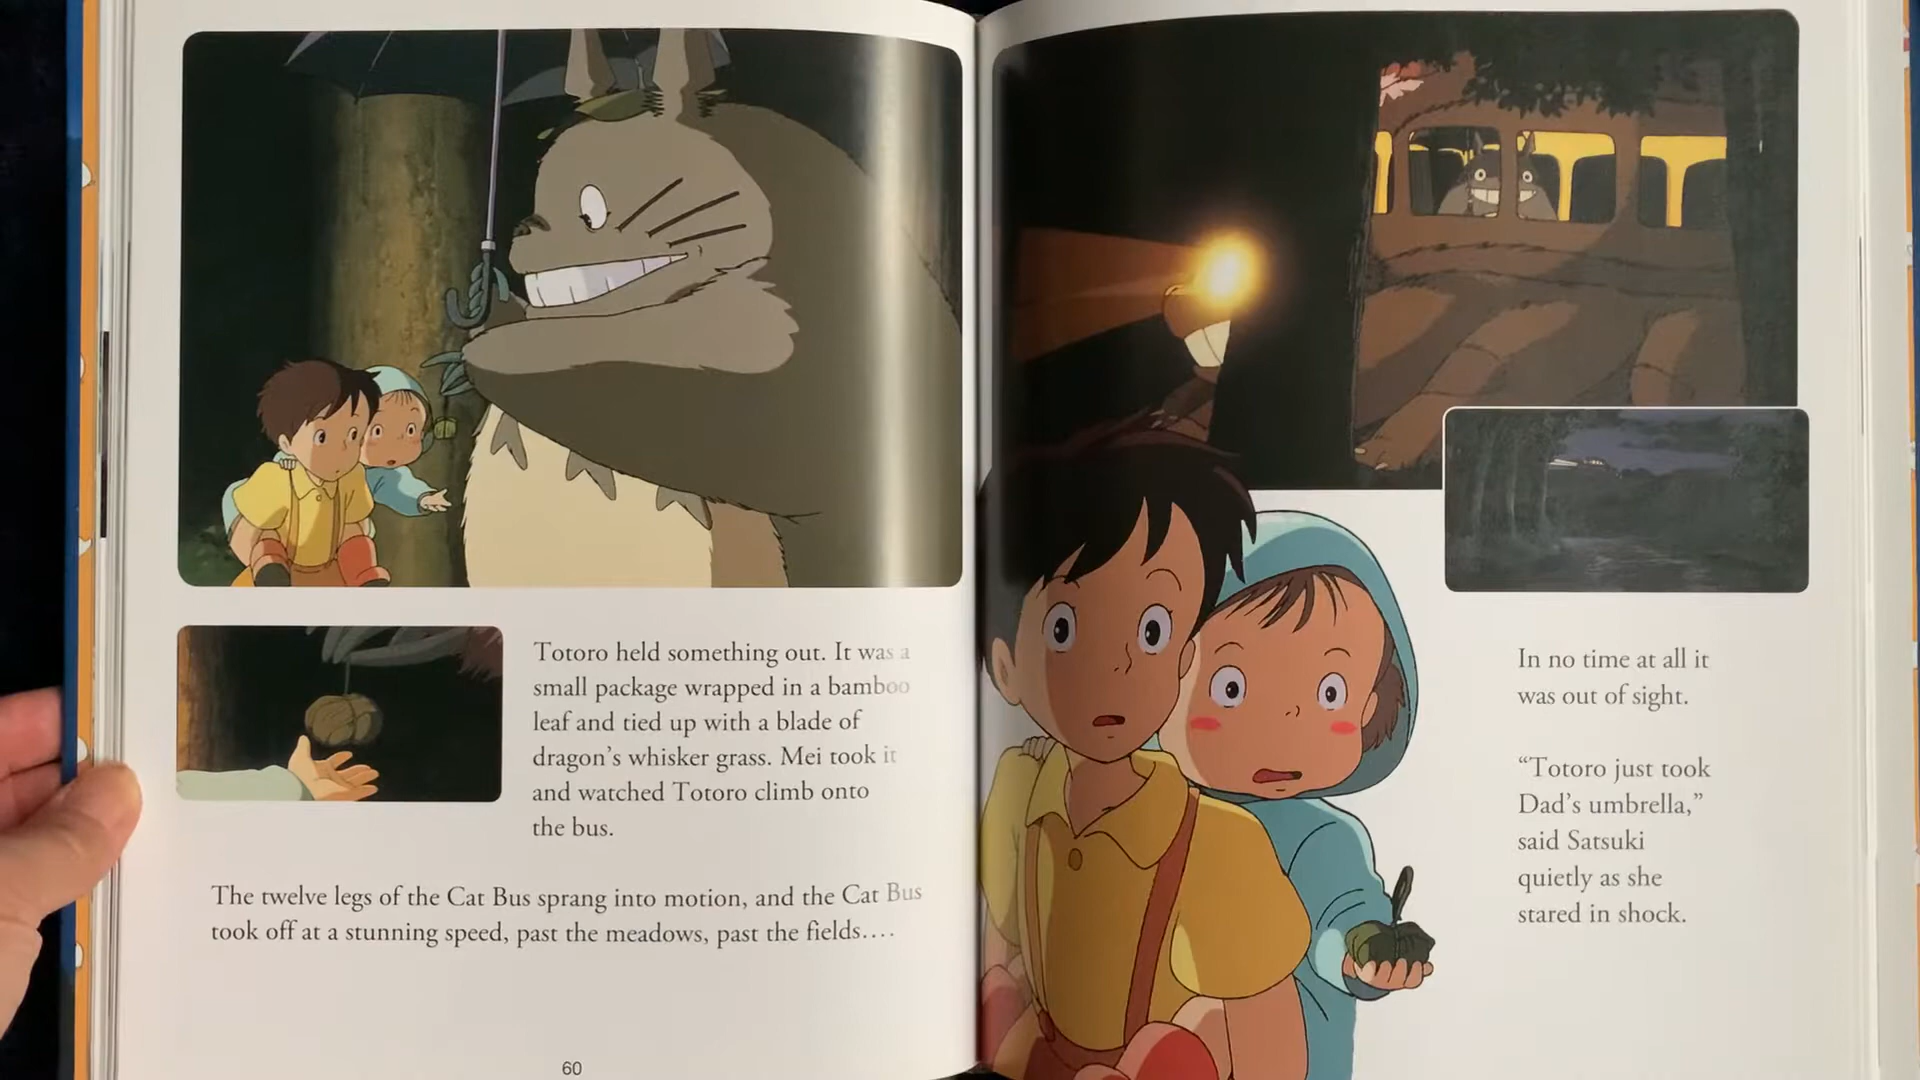 Totoro held something out. It was a
small package wrapped in a bamboo
leaf and tied up with a blade of
dragon's whisker grass. Mei took it
and watched Totoro climb onto
the bus.
The twelve legs of the Cat Bus sprang into motion, and the Cat Bus
took off at a stunning speed, past the meadows, past the fields....
60
In no time at all it
was out of sight.
“Totoro just took
Dad's umbrella,”
said Satsuki
quietly as she
stared in shock.